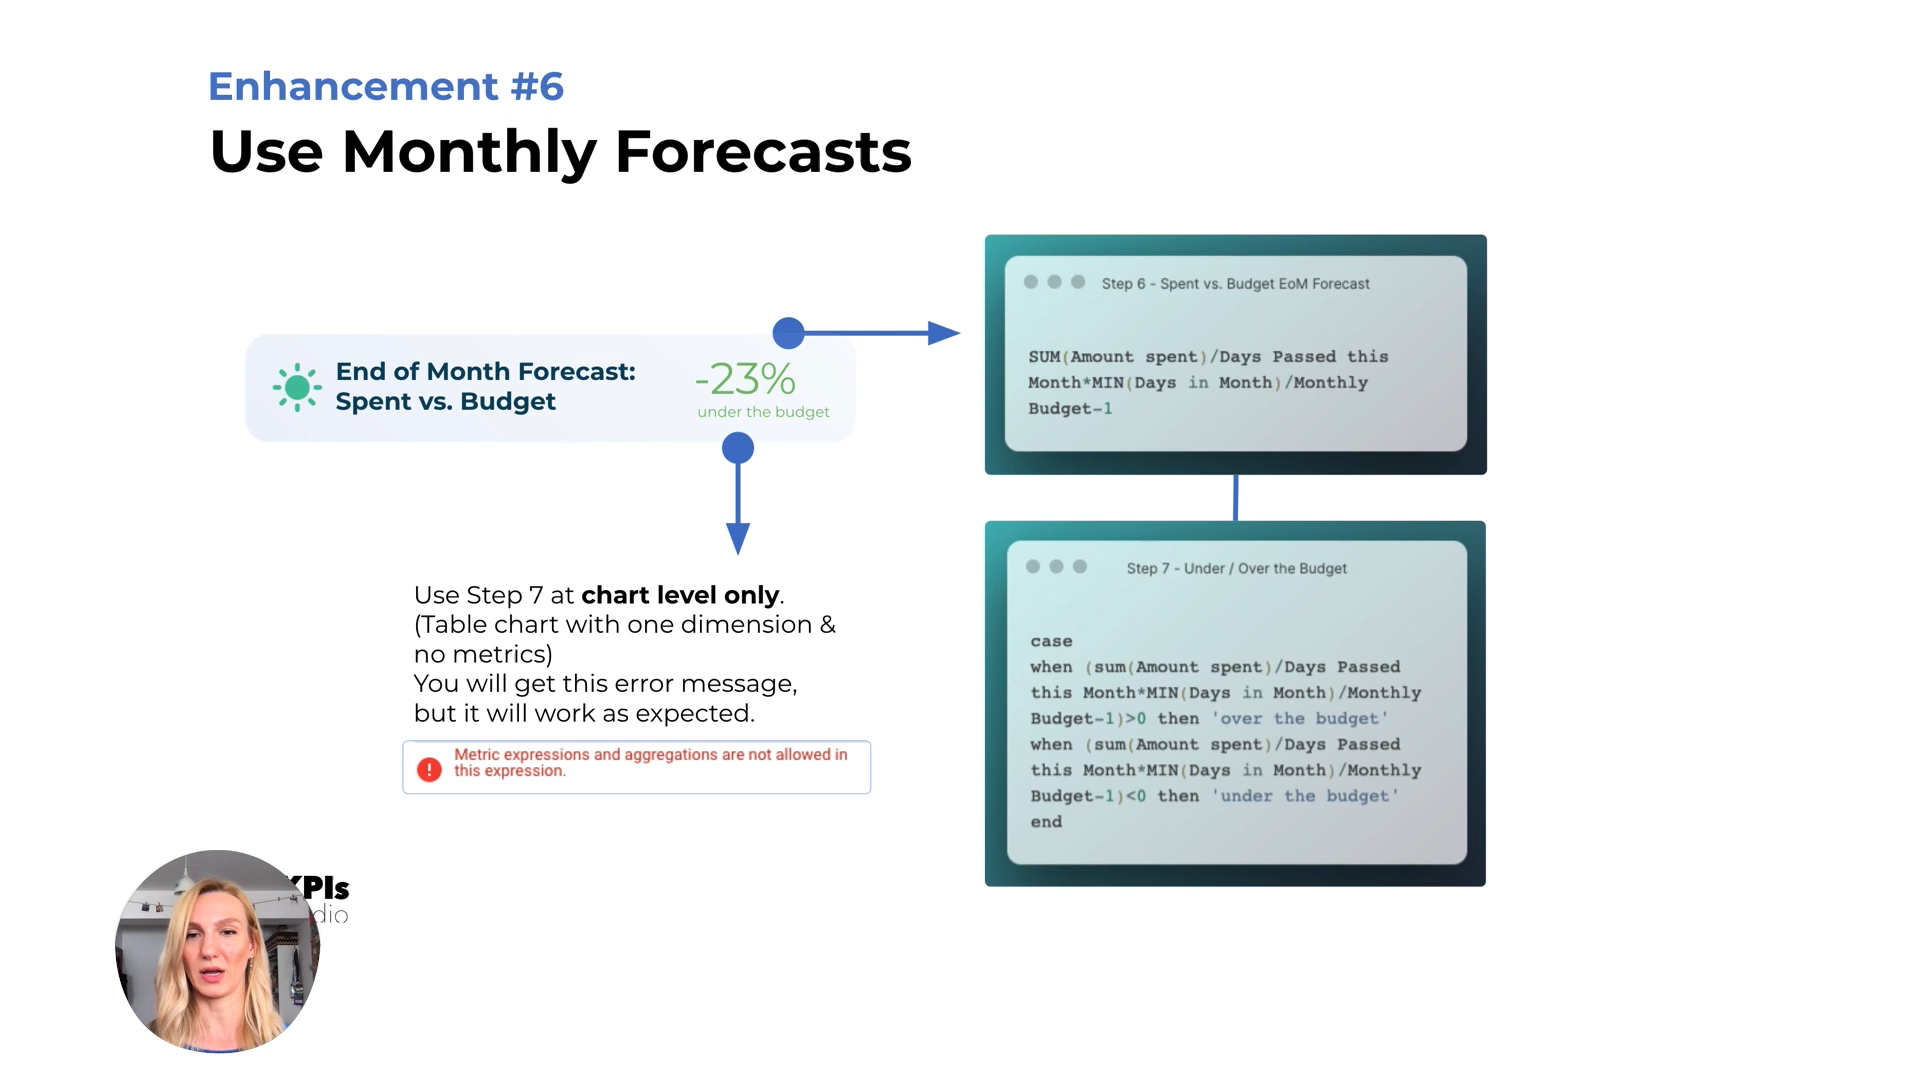 Enhancement #6
Use Monthly Forecasts
End of Month Forecast:
Spent vs. Budget
-23%
under the budget
Use Step 7 at chart level only.
(Table chart with one dimension &
no metrics)
You will get this error message,
but it will work as expected.
Metric expressions and aggregations are not allowed in
this expression.
Step 6 - Spent vs. Budget EoM Forecast
SUM(Amount spent)/Days Passed this
Month*MIN(Days in Month)/Monthly
Budget-1
Step 7 - Under / Over the Budget
case
when (sum(Amount spent)/Days Passed
this Month*MIN(Days in Month)/Monthly
Budget-1)>0 then 'over the budget'
when (sum(Amount spent)/Days Passed
this Month*MIN(Days in Month)/Monthly
Budget-1)<0 then 'under the budget'
end
KPIs